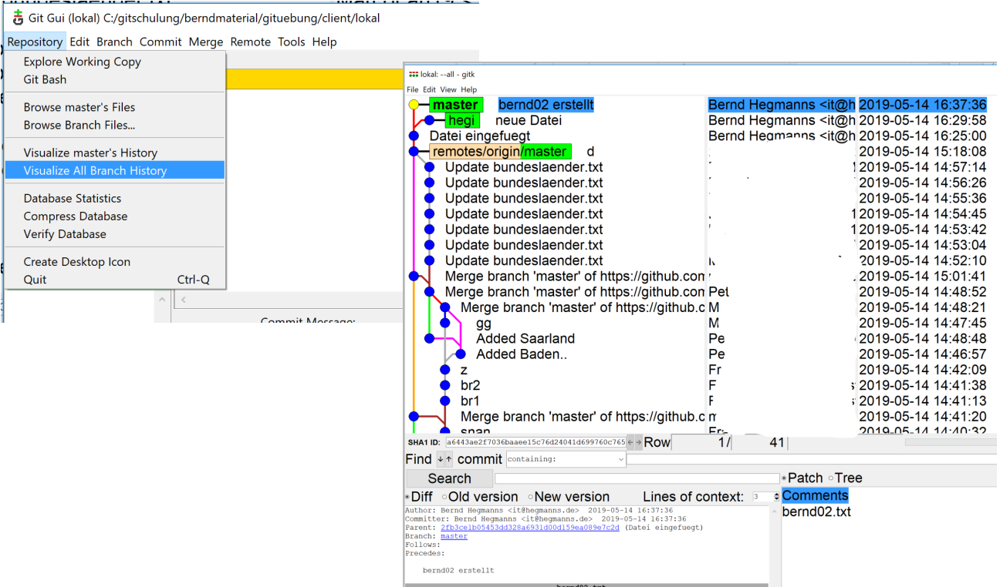 Git Gui (lokal) C:/gitschulung/berndmaterial/gituebung/client/lokal
Repository Edit Branch Commit Merge Remote Tools Help
Explore Working Copy
Git Bash
Browse master's Files
Browse Branch Files...
Visualize master's History
Visualize All Branch History
Database Statistics
Compress Database
Verify Database
Create Desktop Icon
Quit Ctrl-Q
Commit Message:
lokal: --all - gitk
File Edit View Help
master bernd02 erstellt Bernd Hegmanns <it@h 2019-05-14 16:37:36
hegi neue Datei Bernd Hegmanns <it@h 2019-05-14 16:29:58
Datei eingefuegt Bernd Hegmanns <it@h 2019-05-14 16:25:00
remotes/origin/master d 2019-05-14 15:18:08
Update bundeslaender.txt 2019-05-14 14:57:14
Update bundeslaender.txt 2019-05-14 14:56:26
Update bundeslaender.txt 2019-05-14 14:55:36
Update bundeslaender.txt 2019-05-14 14:54:45
Update bundeslaender.txt 2019-05-14 14:53:42
Update bundeslaender.txt 2019-05-14 14:53:04
Update bundeslaender.txt 2019-05-14 14:52:10
Merge branch 'master' of https://github.com 2019-05-14 15:01:41
Merge branch 'master' of https://github.com Pet 2019-05-14 14:48:52
Merge branch 'master' of https://github.c M 2019-05-14 14:48:21
gg M 2019-05-14 14:47:45
Added Saarland Pe 2019-05-14 14:48:48
Added Baden.. Pe 2019-05-14 14:46:57
z Fr 2019-05-14 14:42:09
br2 F 2019-05-14 14:41:38
br1 F 2019-05-14 14:41:13
Merge branch 'master' of https://github.c m 2019-05-14 14:41:20
snan Fr 2019-05-14 14:40:32
SHA1 ID: a6443ae2f7036baaee15c76d24041d699760c765 Row 1/ 41
Find commit containing:
Search Patch Tree
Diff Old version New version Lines of context: 3 Comments
bernd02.txt
Author: Bernd Hegmanns <it@hegmanns.de> 2019-05-14 16:37:36
Committer: Bernd Hegmanns <it@hegmanns.de> 2019-05-14 16:37:36
Parent: 2fb3ce1b05453dd328a6931d00d159ea089e7c2d (Datei eingefuegt)
Branch: master
Follows:
Precedes:
bernd02 erstellt
bernd02.txt